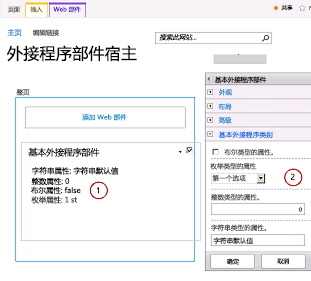 页面 插入 Web 部件 共享
主页 编辑链接
搜索此网站...
外接程序部件宿主
整页
添加 Web 部件
基本外接程序部件
字符串属性: 字符串默认值
整数属性: 0
布尔属性: false
枚举属性: 1 st
1
基本外接程序部件
外观
布局
高级
基本外接程序类别
布尔类型的属性。
枚举类型的属性
第一个选项
2
整数类型的属性。
0
字符串类型的属性。
字符串默认值
确定 取消